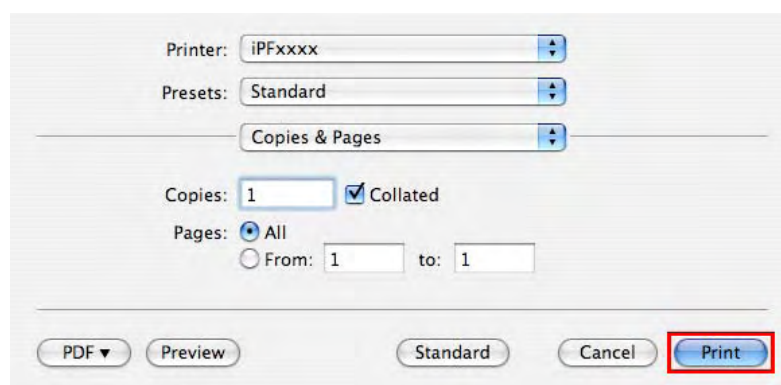 Printer: iPFxxxx
Presets: Standard
Copies & Pages
Copies: 1 Collated
Pages: All
From: 1 to: 1
PDF ▼ Preview Standard Cancel Print